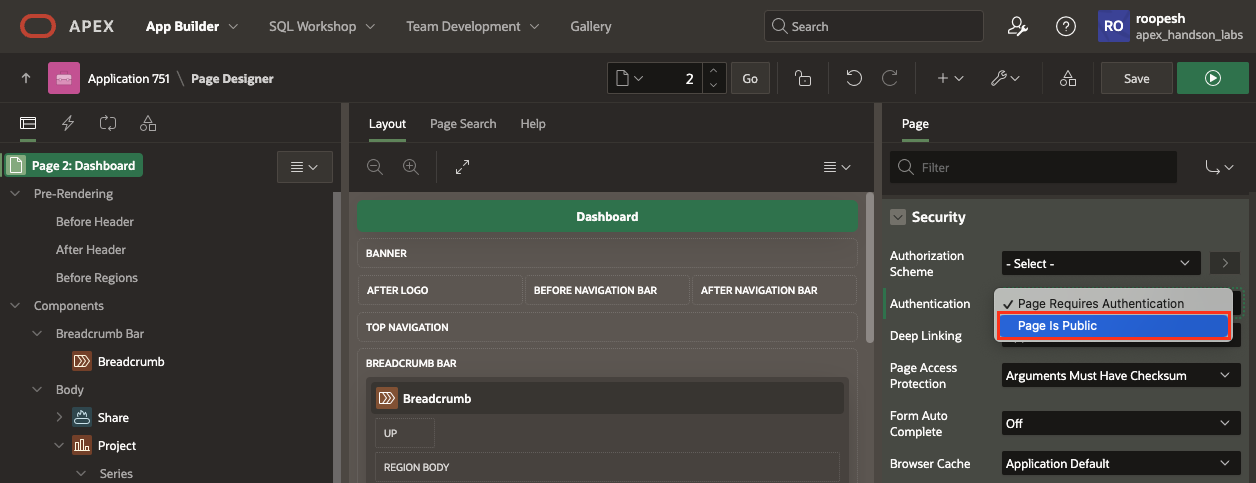 APEX
App Builder
SQL Workshop
Team Development
Gallery
Search
RO
roopesh
apex_handson_labs
Application 751 \ Page Designer
2
Go
Save
Layout
Page Search
Help
Page
Page 2: Dashboard
Filter
Pre-Rendering
Before Header
After Header
Before Regions
Components
Breadcrumb Bar
Breadcrumb
Body
Share
Project
Series
Dashboard
BANNER
AFTER LOGO
BEFORE NAVIGATION BAR
AFTER NAVIGATION BAR
TOP NAVIGATION
BREADCRUMB BAR
Breadcrumb
UP
REGION BODY
Security
Authorization
Scheme
- Select -
Authentication
✓ Page Requires Authentication
Page Is Public
Deep Linking
Page Access
Protection
Arguments Must Have Checksum
Form Auto
Complete
Off
Browser Cache
Application Default